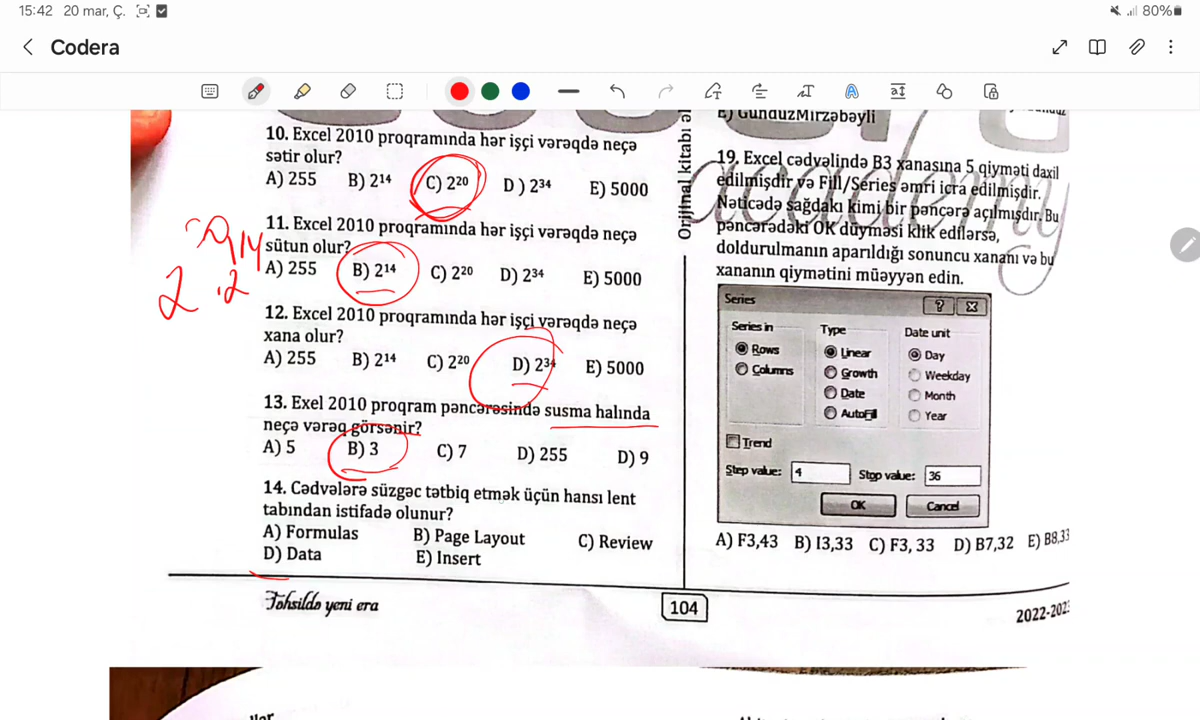 15:42 20 mar, Ç.
80%
Codera
10. Excel 2010 proqramında hər işçi vərəqdə neçə
sətir olur?
A) 255 B) 2¹⁴ C) 2²⁰ D ) 2³⁴ E) 5000
11. Excel 2010 proqramında hər işçi vərəqdə neçə
sütun olur?
A) 255 B) 2¹⁴ C) 2²⁰ D) 2³⁴ E) 5000
12. Excel 2010 proqramında hər işçi vərəqdə neçə
xana olur?
A) 255 B) 2¹⁴ C) 2²⁰ D) 2³⁴ E) 5000
13. Exel 2010 proqram pəncərəsində susma halında
neçə vərəq görsənir?
A) 5 B) 3 C) 7 D) 255 D) 9
14. Cədvələrə süzgəc tətbiq etmək üçün hansı lent
tabından istifadə olunur?
A) Formulas B) Page Layout C) Review
D) Data E) Insert
Təhsildə yeni era
104
Orijinal kitabı əl
academy
E) GündüzMirzəbəyli
19. Excel cədvəlində B3 xanasına 5 qiyməti daxil
edilmişdir və Fill/Series əmri icra edilmişdir.
Nəticədə sağdakı kimi bir pəncərə açılmışdır. Bu
pəncərədəki OK düyməsi klik edilərsə,
doldurulmanın aparıldığı sonuncu xananı və bu
xananın qiymətini müəyyən edin.
Series
? X
Series in Type Date unit
Rows Linear Day
Columns Growth Weekday
Date Month
AutoFill Year
Trend
Step value: 4 Stop value: 36
OK Cancel
A) F3,43 B) I3,33 C) F3, 33 D) B7,32 E) B8,33
2022-202